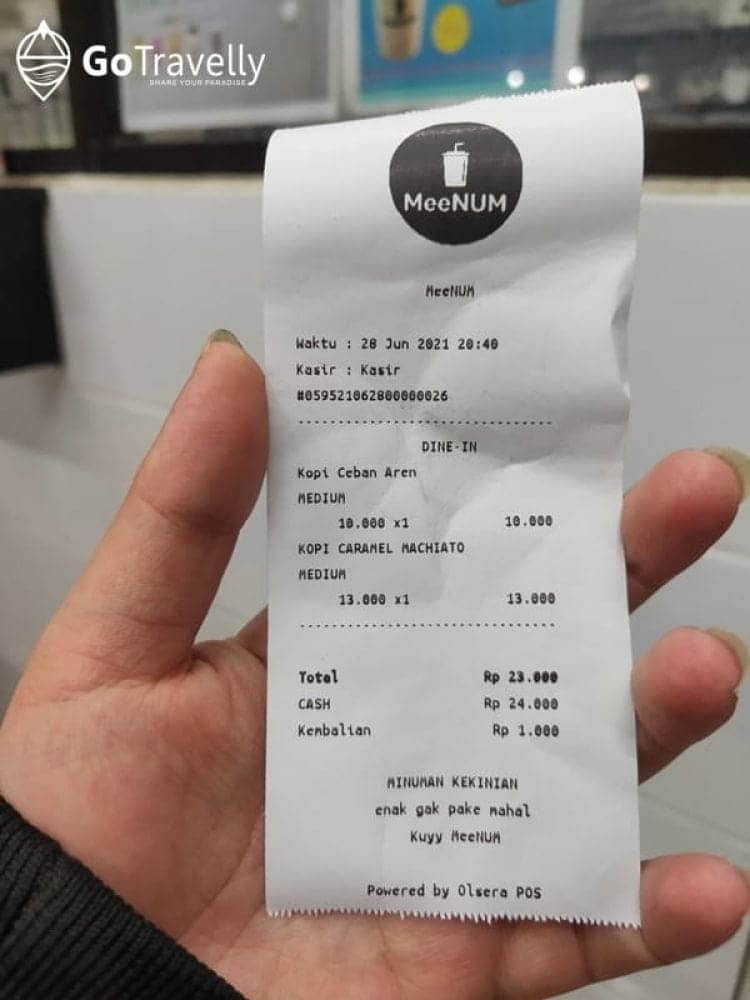 GoTravelly
SHARE YOUR PARADISE
MeeNUM
MeeNUM
Waktu : 28 Jun 2021 20:40
Kasir : Kasir
#059521062800000026
DINE-IN
Kopi Ceban Aren
MEDIUM
10.000 x1 10.000
KOPI CARAMEL MACHIATO
MEDIUM
13.000 x1 13.000
Total Rp 23.000
CASH Rp 24.000
Kembalian Rp 1.000
MINUMAN KEKINIAN
enak gak pake mahal
Kuyy MeeNUM
Powered by Olsera POS